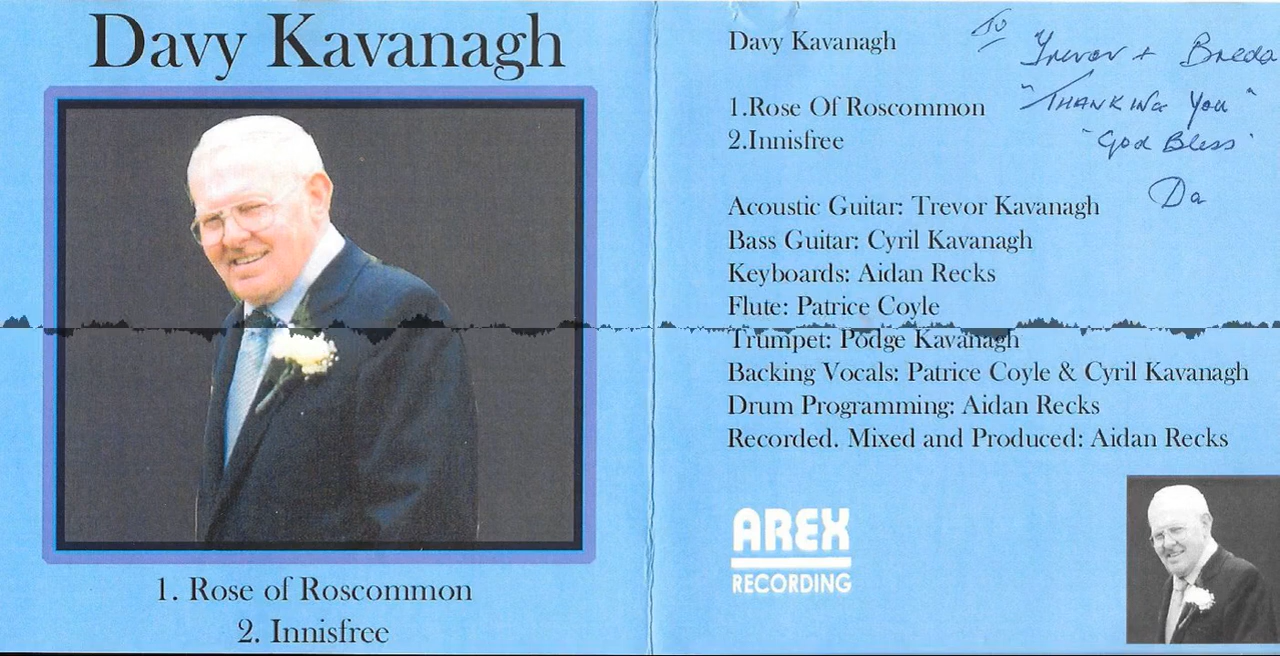 Davy Kavanagh
1. Rose of Roscommon
2. Innisfree
Davy Kavanagh
To
Trevor + Breda
1.Rose Of Roscommon
"THANKING You"
2.Innisfree
"God Bless"
Da
Acoustic Guitar: Trevor Kavanagh
Bass Guitar: Cyril Kavanagh
Keyboards: Aidan Recks
Flute: Patrice Coyle
Trumpet: Podge Kavanagh
Backing Vocals: Patrice Coyle & Cyril Kavanagh
Drum Programming: Aidan Recks
Recorded. Mixed and Produced: Aidan Recks
AREX
RECORDING